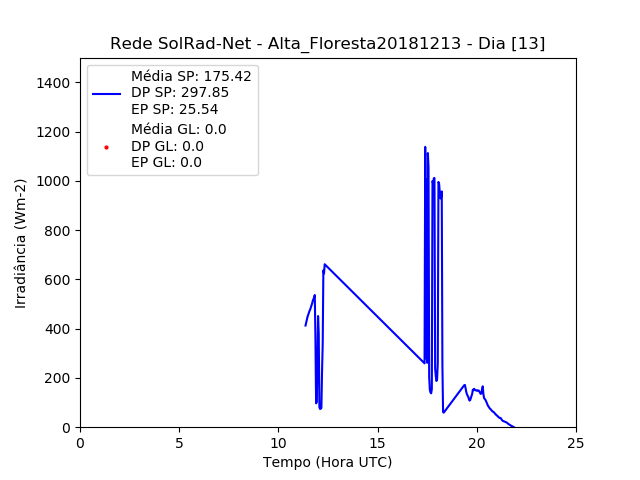 Rede SolRad-Net - Alta_Floresta20181213 - Dia [13]
Média SP: 175.42
DP SP: 297.85
EP SP: 25.54
Média GL: 0.0
DP GL: 0.0
EP GL: 0.0
1400
1200
1000
800
600
400
200
0
Irradiância (Wm-2)
0 5 10 15 20 25
Tempo (Hora UTC)